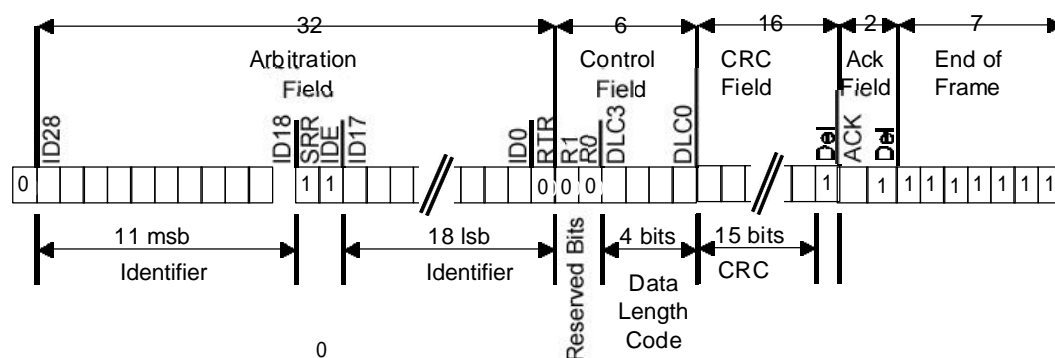 32 6 16 2 7
Arbitration Field
Control Field
CRC Field
Ack Field
End of Frame
ID28 ID18 SRR IDE ID17 ID0 RTR R1 R0 DLC3 DLC0 Del ACK Del
0 1 1 0 0 0 1 1 1 1 1 1 1 1 1
11 msb 18 lsb 4 bits 15 bits
Identifier Identifier CRC
Reserved Bits
Data
Length
Code
0